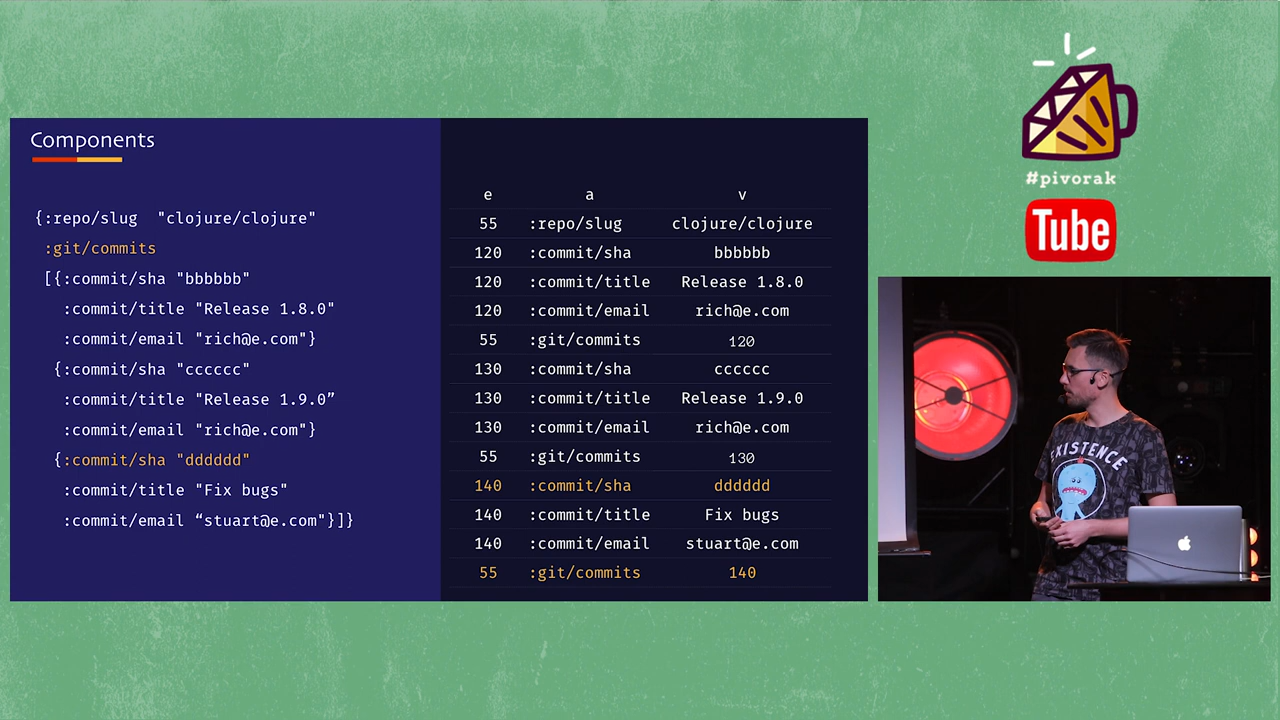 Components
{:repo/slug  "clojure/clojure"
:git/commits
[{:commit/sha "bbbbbb"
:commit/title "Release 1.8.0"
:commit/email "rich@e.com"}
{:commit/sha "cccccc"
:commit/title "Release 1.9.0”
:commit/email "rich@e.com"}
{:commit/sha "dddddd"
:commit/title "Fix bugs"
:commit/email “stuart@e.com"}]}
e a v
55 :repo/slug clojure/clojure
120 :commit/sha bbbbbb
120 :commit/title Release 1.8.0
120 :commit/email rich@e.com
55 :git/commits 120
130 :commit/sha cccccc
130 :commit/title Release 1.9.0
130 :commit/email rich@e.com
55 :git/commits 130
140 :commit/sha dddddd
140 :commit/title Fix bugs
140 :commit/email stuart@e.com
55 :git/commits 140
#pivorak
Tube
EXISTENCE